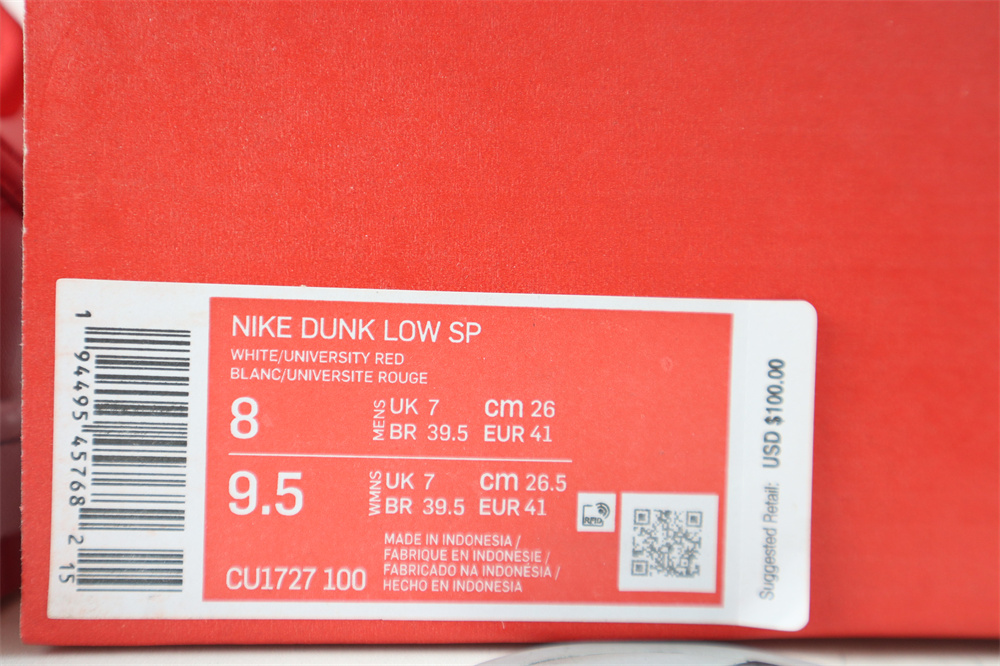 NIKE DUNK LOW SP
WHITE/UNIVERSITY RED
BLANC/UNIVERSITE ROUGE
8 MENS UK 7 cm 26
BR 39.5 EUR 41
9.5 WMNS UK 7 cm 26.5
BR 39.5 EUR 41
MADE IN INDONESIA /
FABRIQUE EN INDONESIE /
FABRICADO NA INDONESIA /
HECHO EN INDONESIA
CU1727 100
RFID
1 94495 45768 2 15
Suggested Retail: USD $100.00